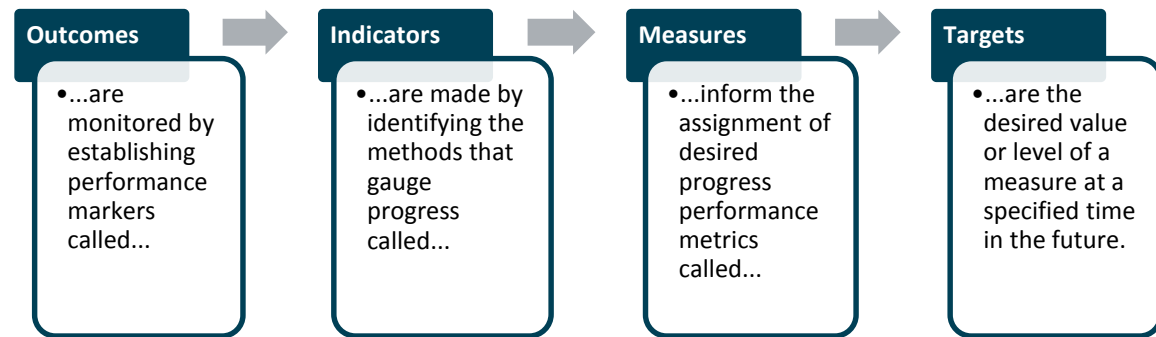 Outcomes
•...are
monitored by
establishing
performance
markers
called...
Indicators
•...are made by
identifying the
methods that
gauge
progress
called...
Measures
•...inform the
assignment of
desired
progress
performance
metrics
called...
Targets
•...are the
desired value
or level of a
measure at a
specified time
in the future.